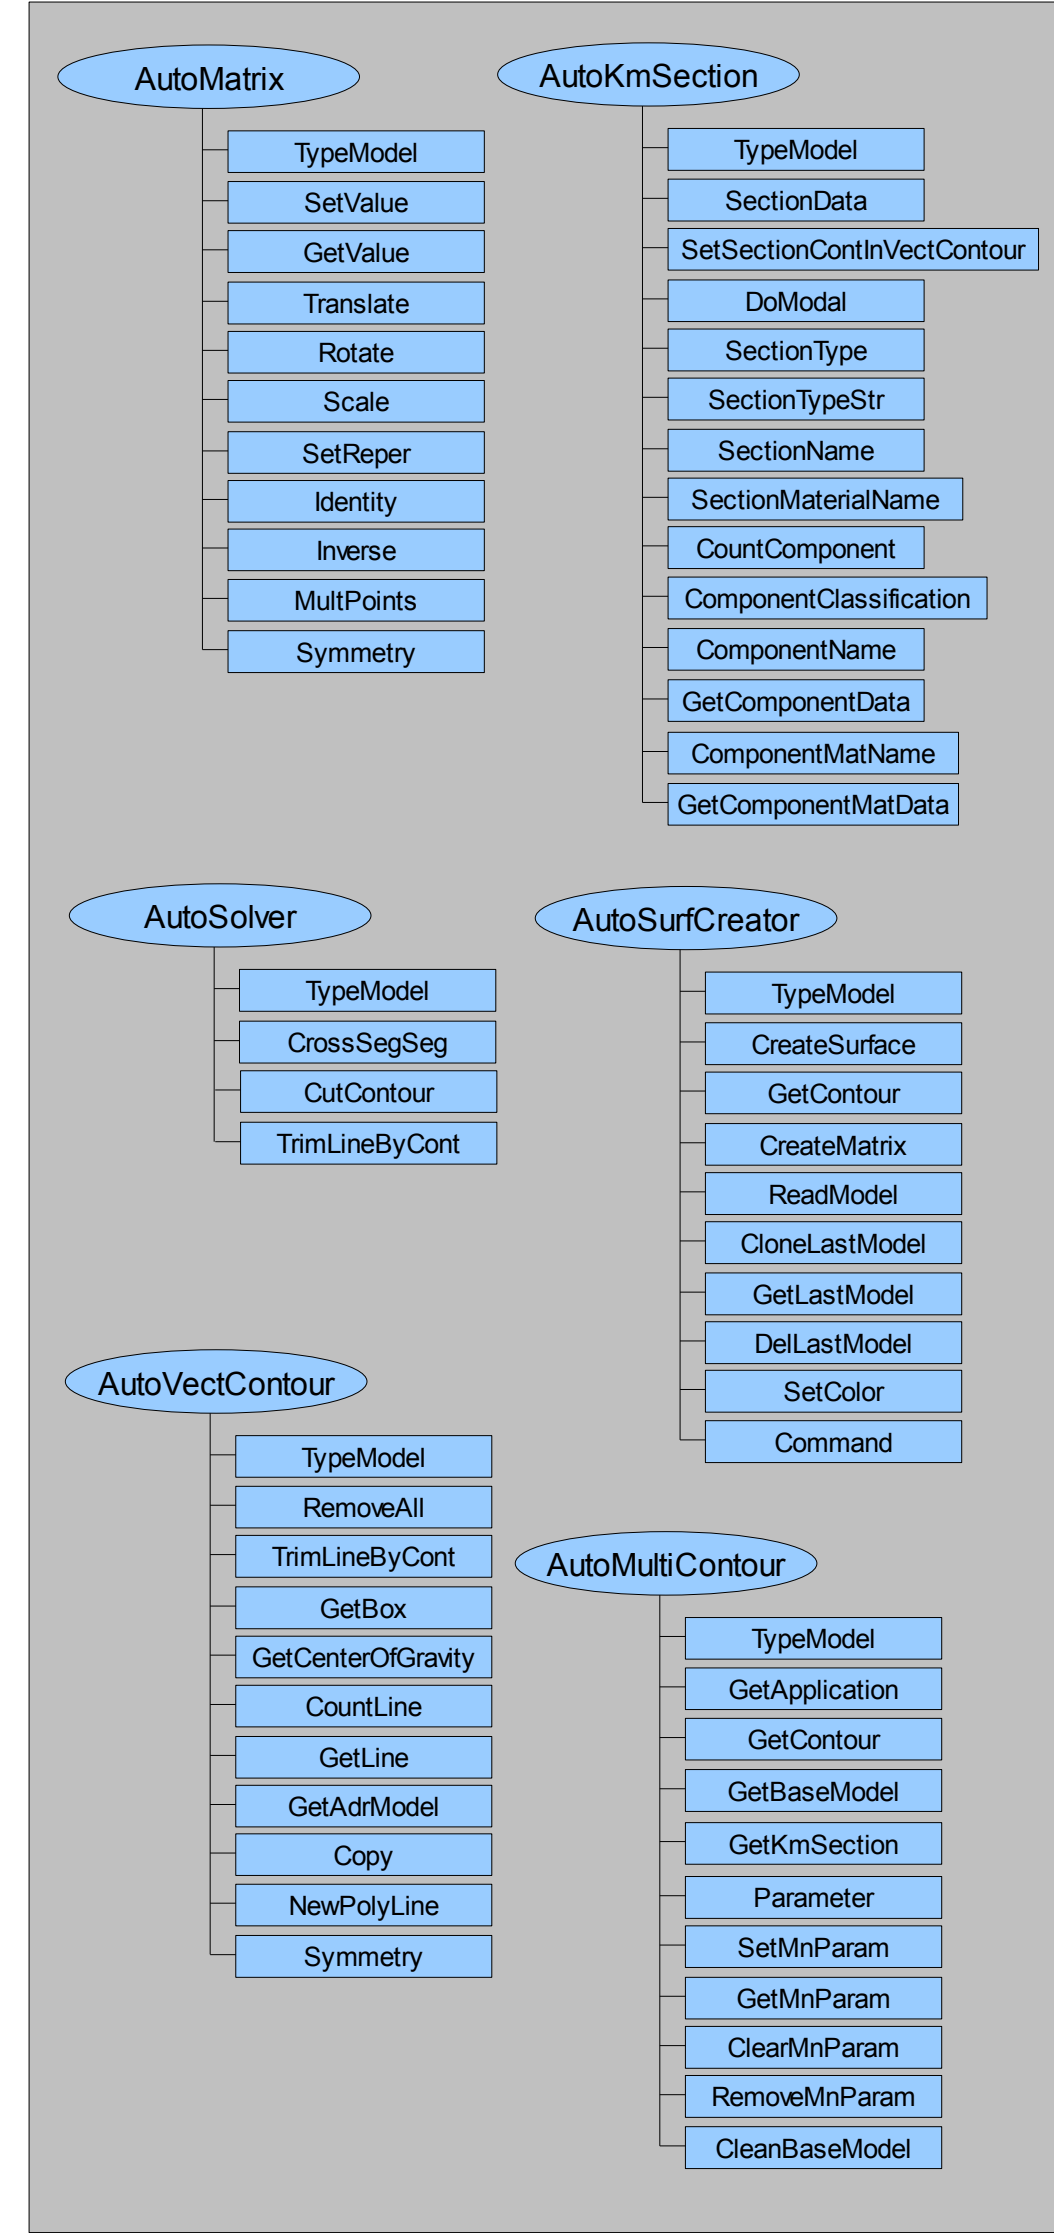 AutoMatrix
TypeModel
SetValue
GetValue
Translate
Rotate
Scale
SetReper
Identity
Inverse
MultPoints
Symmetry
AutoKmSection
TypeModel
SectionData
SetSectionContInVectContour
DoModal
SectionType
SectionTypeStr
SectionName
SectionMaterialName
CountComponent
ComponentClassification
ComponentName
GetComponentData
ComponentMatName
GetComponentMatData
AutoSolver
TypeModel
CrossSegSeg
CutContour
TrimLineByCont
AutoSurfCreator
TypeModel
CreateSurface
GetContour
CreateMatrix
ReadModel
CloneLastModel
GetLastModel
DelLastModel
SetColor
Command
AutoVectContour
TypeModel
RemoveAll
TrimLineByCont
GetBox
GetCenterOfGravity
CountLine
GetLine
GetAdrModel
Copy
NewPolyLine
Symmetry
AutoMultiContour
TypeModel
GetApplication
GetContour
GetBaseModel
GetKmSection
Parameter
SetMnParam
GetMnParam
ClearMnParam
RemoveMnParam
CleanBaseModel